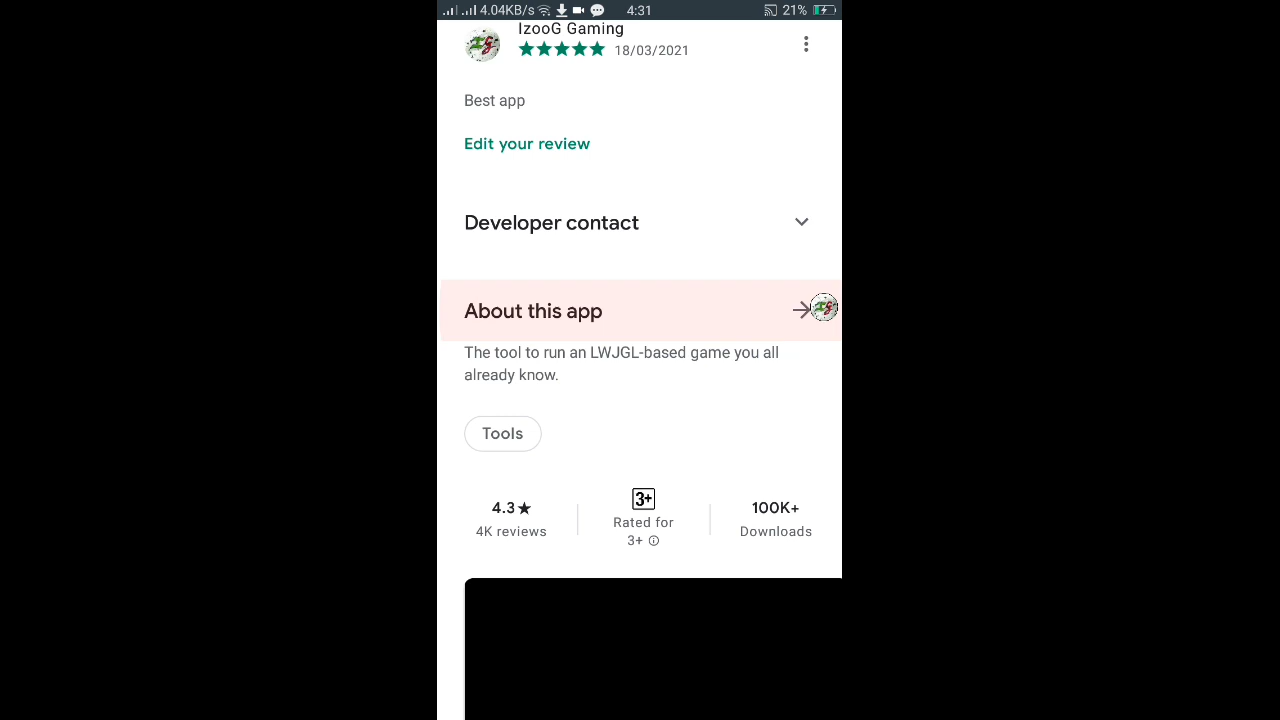 4.04KB/s 4:31 21%
IzooG Gaming
18/03/2021
Best app
Edit your review
Developer contact
About this app
The tool to run an LWJGL-based game you all
already know.
Tools
4.3★ 3+ 100K+
4K reviews Rated for Downloads
3+